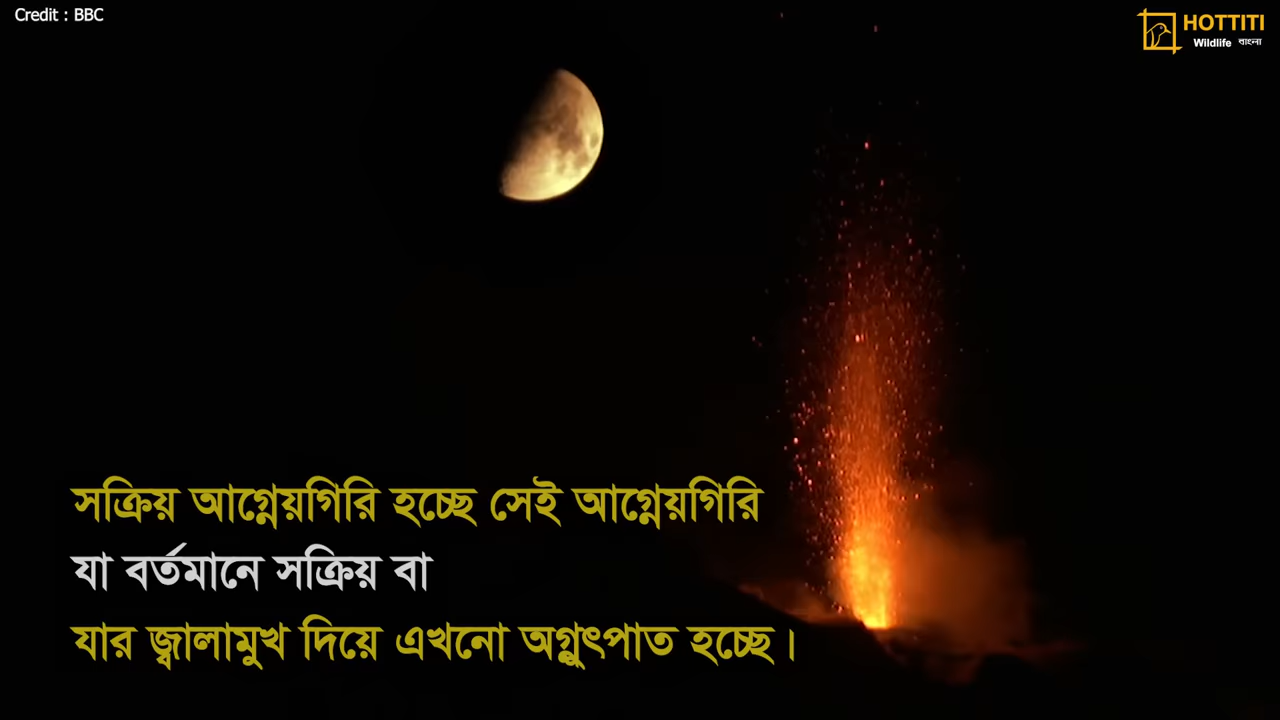 Credit : BBC
HOTTITI
Wildlife বাংলা
সক্রিয় আগ্নেয়গিরি হচ্ছে সেই আগ্নেয়গিরি
যা বর্তমানে সক্রিয় বা
যার জ্বালামুখ দিয়ে এখনো অগ্ন্যুৎপাত হচ্ছে।